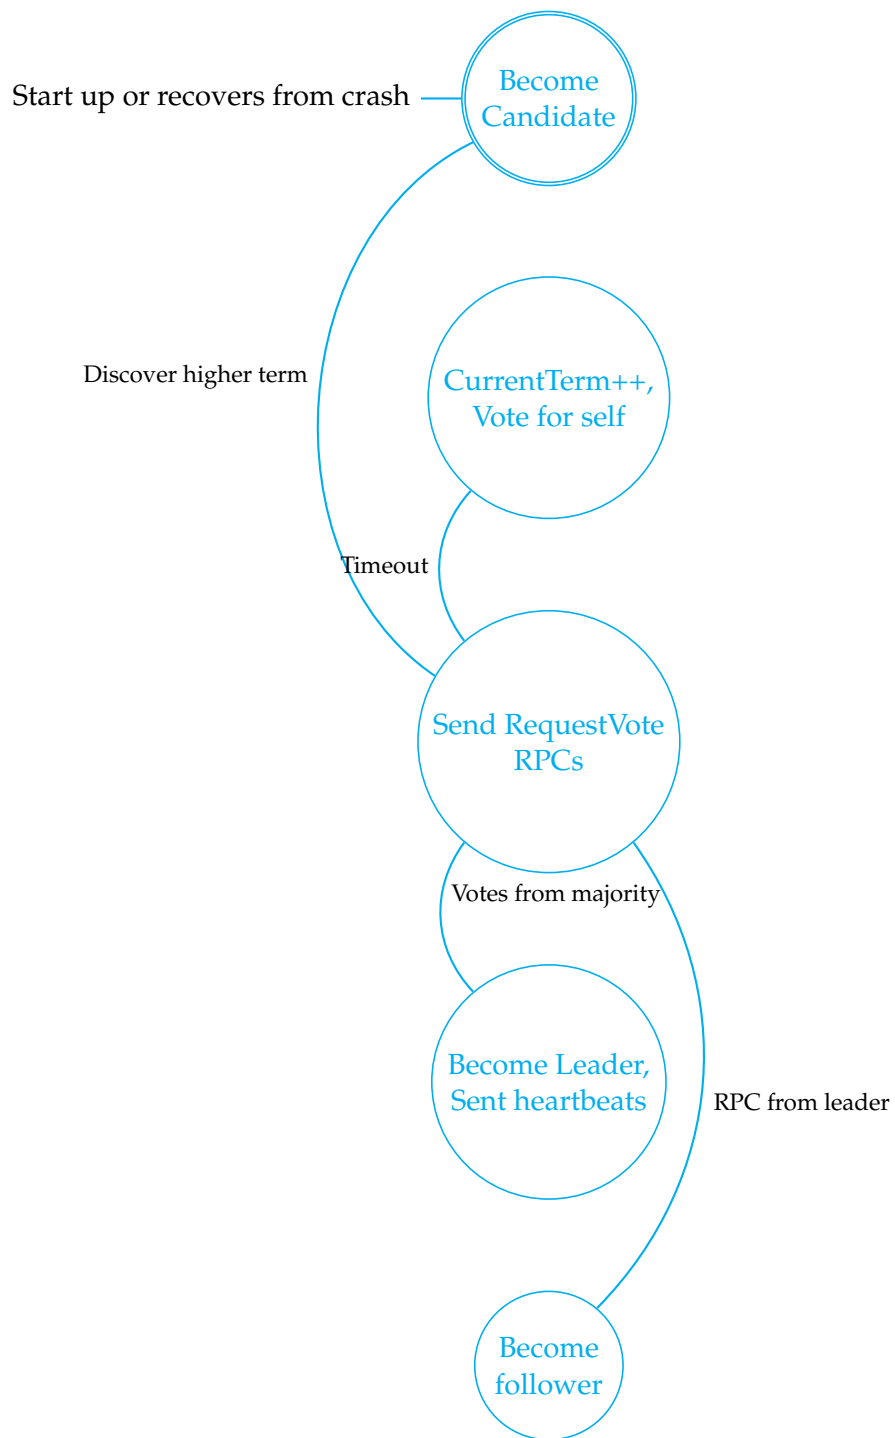 Become
Candidate
Start up or recovers from crash
Discover higher term
CurrentTerm++,
Vote for self
Timeout
Send RequestVote
RPCs
Votes from majority
Become Leader,
Sent heartbeats
RPC from leader
Become
follower